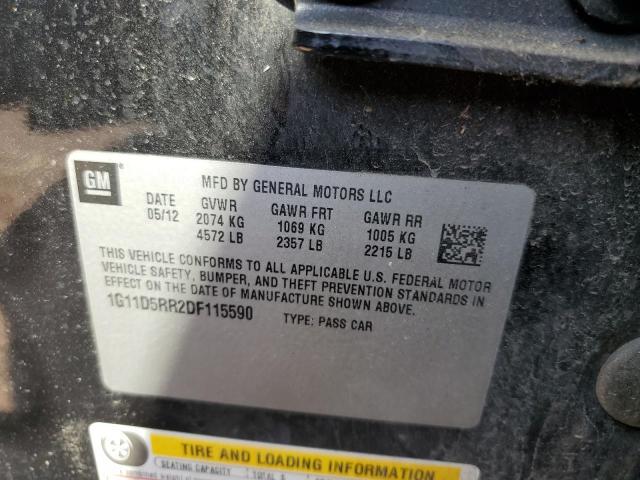 GM
MFD BY GENERAL MOTORS LLC
DATE GVWR GAWR FRT GAWR RR
05/12 2074 KG 1069 KG 1005 KG
4572 LB 2357 LB 2215 LB
THIS VEHICLE CONFORMS TO ALL APPLICABLE U.S. FEDERAL MOTOR
VEHICLE SAFETY, BUMPER, AND THEFT PREVENTION STANDARDS IN
EFFECT ON THE DATE OF MANUFACTURE SHOWN ABOVE.
1G11D5RR2DF115590 TYPE: PASS CAR
TIRE AND LOADING INFORMATION
SEATING CAPACITY TOTAL